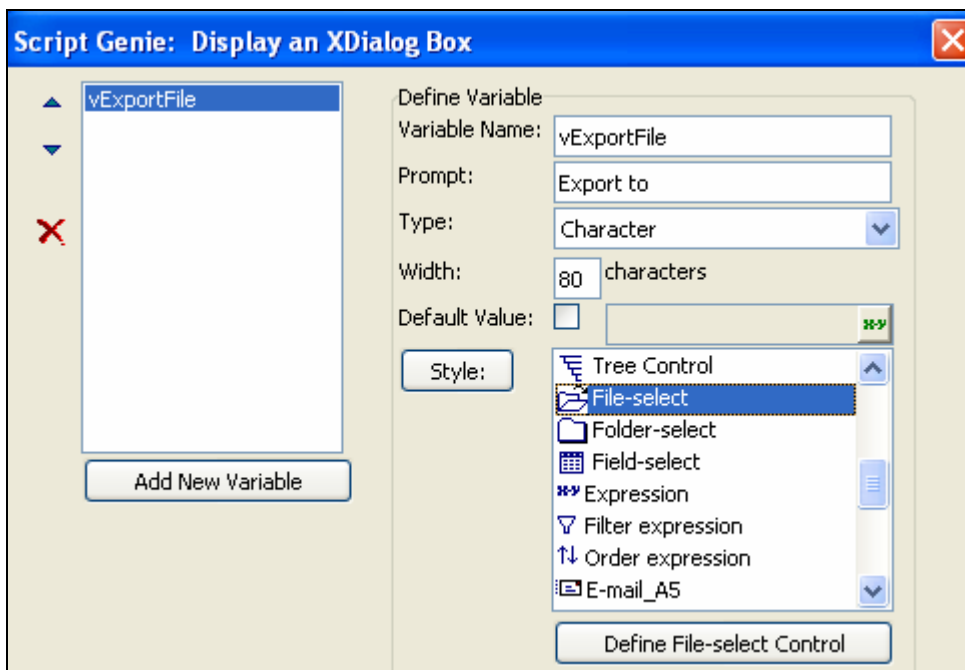 Script Genie: Display an XDialog Box
vExportFile
Add New Variable
Define Variable
Variable Name: vExportFile
Prompt: Export to
Type: Character
Width: 80 characters
Default Value: x-y
Style:
Tree Control
File-select
Folder-select
Field-select
x-y Expression
Filter expression
Order expression
E-mail_A5
Define File-select Control